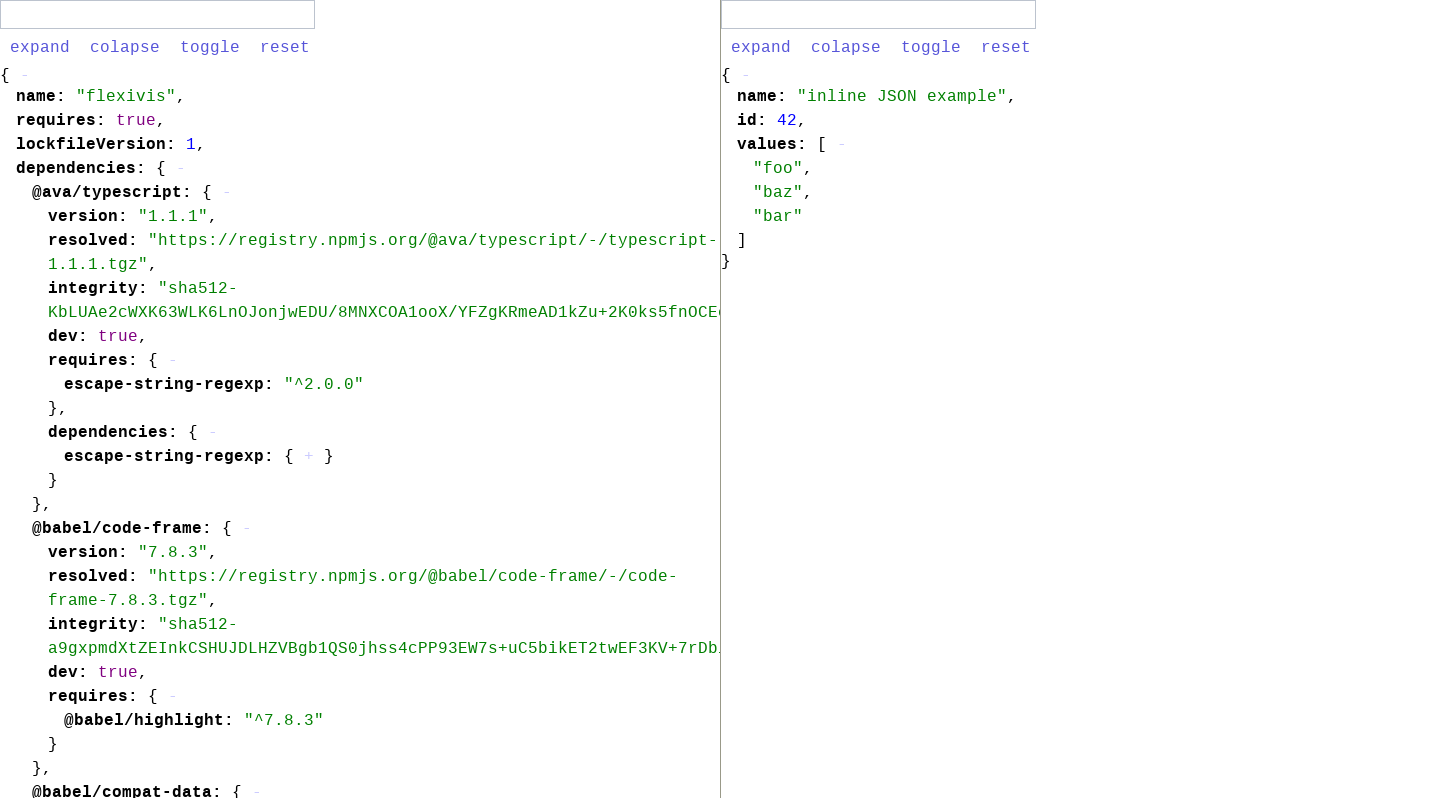 expand colapse toggle reset
{ -
name: "flexivis",
requires: true,
lockfileVersion: 1,
dependencies: { -
@ava/typescript: { -
version: "1.1.1",
resolved: "https://registry.npmjs.org/@ava/typescript/-/typescript-
1.1.1.tgz",
integrity: "sha512-
KbLUAe2cWXK63WLK6LnOJonjwEDU/8MNXCOA1ooX/YFZgKRmeAD1kZu+2K0ks5fnOCEc
dev: true,
requires: { -
escape-string-regexp: "^2.0.0"
},
dependencies: { -
escape-string-regexp: { + }
}
},
@babel/code-frame: { -
version: "7.8.3",
resolved: "https://registry.npmjs.org/@babel/code-frame/-/code-
frame-7.8.3.tgz",
integrity: "sha512-
a9gxpmdXtZEInkCSHUJDLHZVBgb1QS0jhss4cPP93EW7s+uC5bikET2twEF3KV+7rDbl
dev: true,
requires: { -
@babel/highlight: "^7.8.3"
}
},
@babel/compat-data: { -
expand colapse toggle reset
{ -
name: "inline JSON example",
id: 42,
values: [ -
"foo",
"baz",
"bar"
]
}